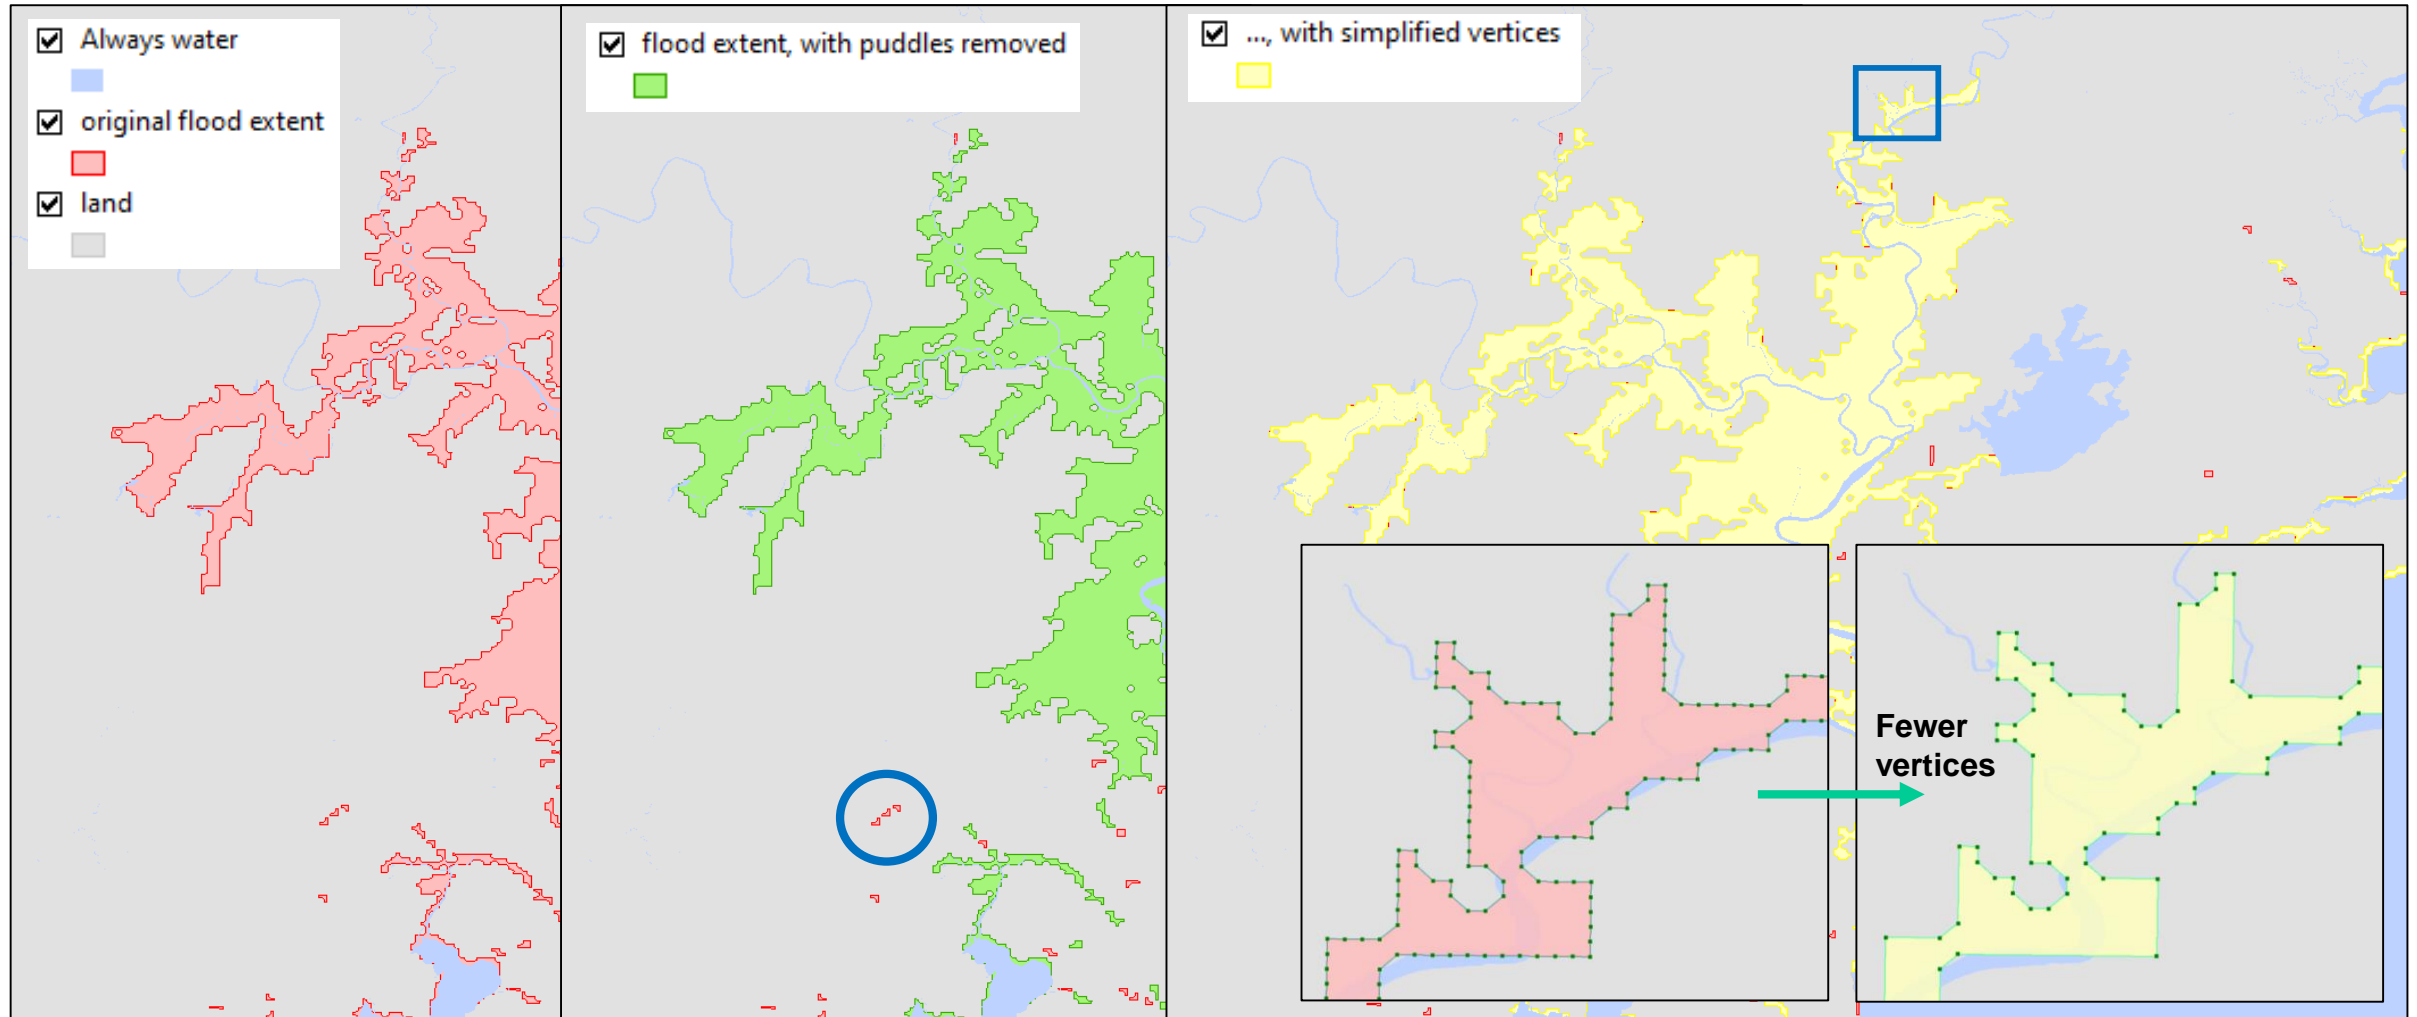 Always water
original flood extent
land
flood extent, with puddles removed
..., with simplified vertices
Fewer
vertices